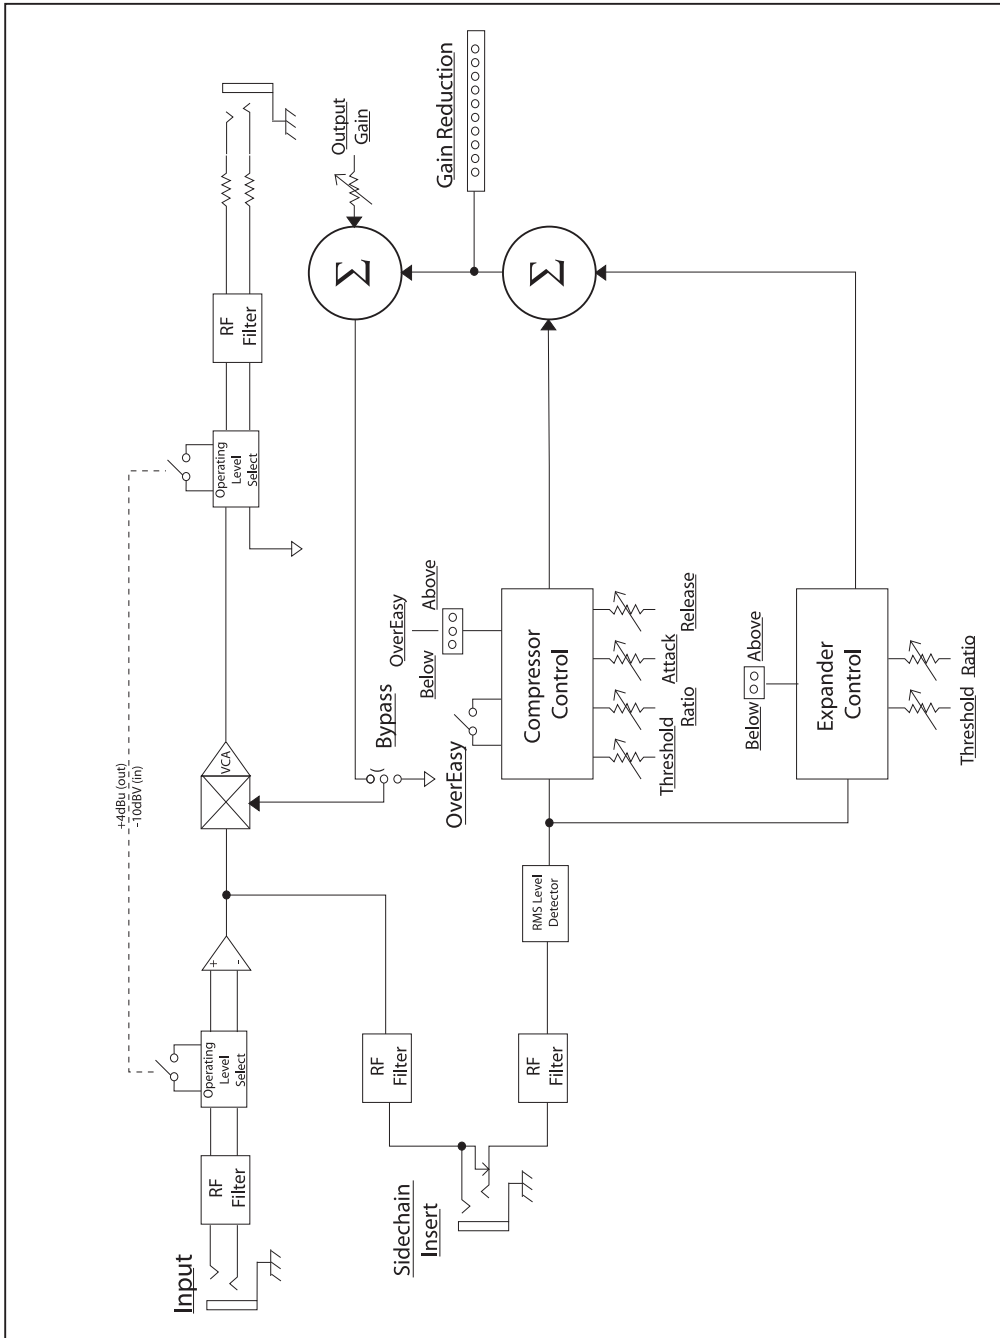 Input
RF
Filter
Operating
Level
Select
+
-
+4dBu (out)
-10dBV (in)
VCA
Operating
Level
Select
RF
Filter
Output
Gain
Σ
Gain Reduction
Σ
Sidechain
Insert
RF
Filter
RF
Filter
RMS Level
Detector
Bypass
OverEasy
Below
OverEasy
Above
Compressor
Control
Threshold
Ratio
Attack
Release
Below
Above
Expander
Control
Threshold
Ratio